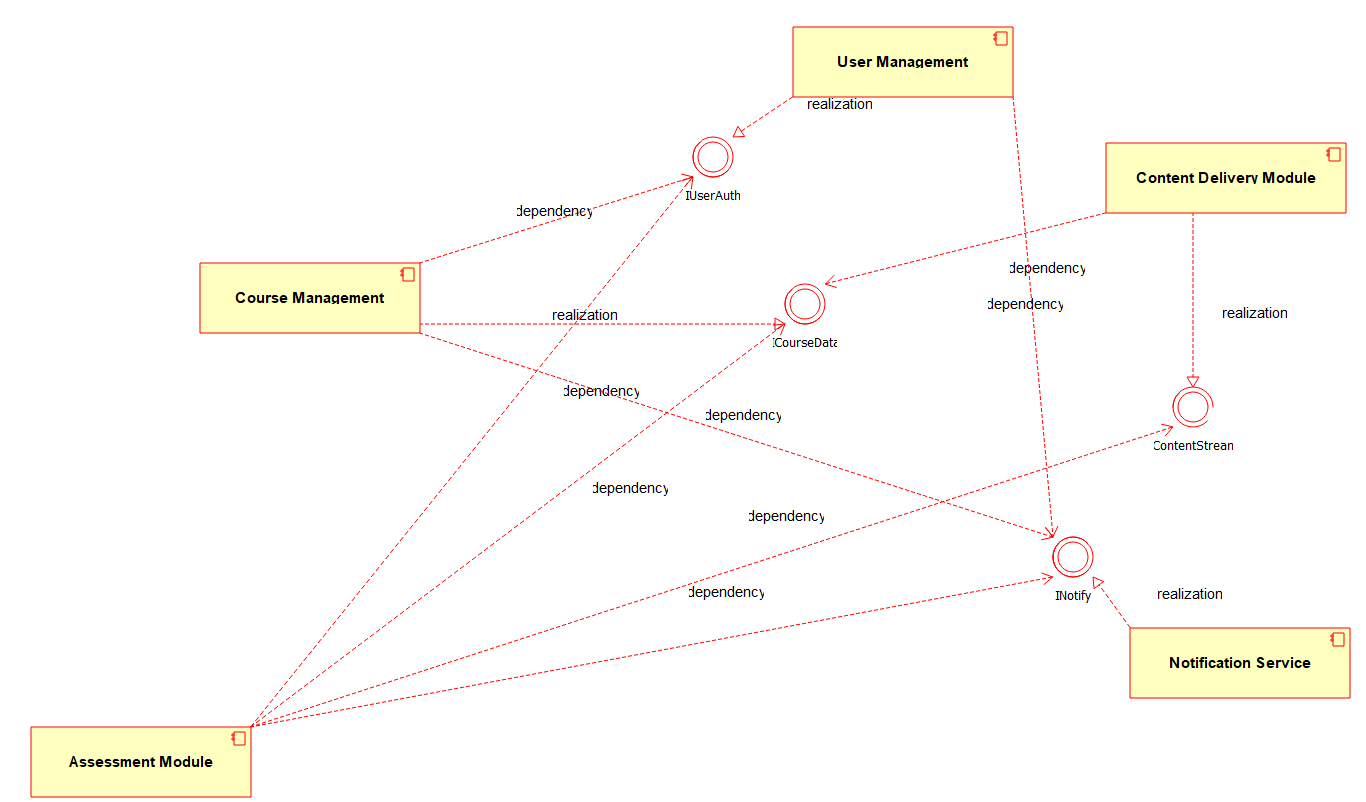 User Management
realization
Content Delivery Module
IUserAuth
dependency
dependency
Course Management
dependency
realization
realization
ICourseData
dependency
dependency
ContentStream
dependency
dependency
dependency
INotify
realization
Notification Service
Assessment Module